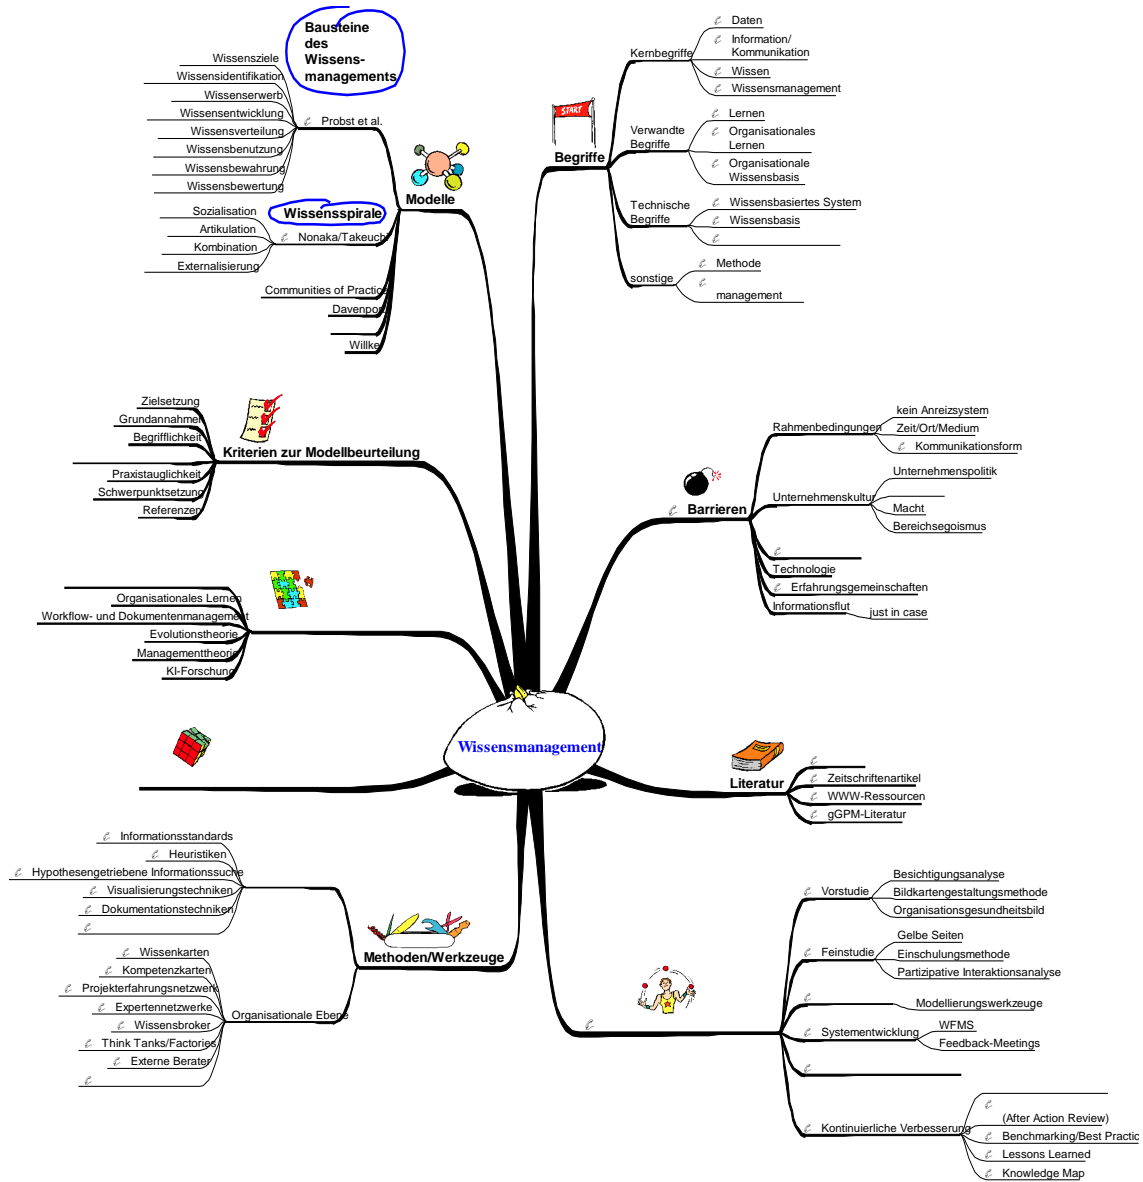 Bausteine
des
Wissens-
managements
Wissensziele
Wissensidentifikation
Wissenserwerb
Wissensentwicklung
Wissensverteilung
Wissensbenutzung
Wissensbewahrung
Wissensbewertung
Probst et al.
Modelle
Wissensspirale
Sozialisation
Artikulation
Kombination
Externalisierung
Nonaka/Takeuchi
Communities of Practice
Davenport
Willke
START
Begriffe
Kernbegriffe
Daten
Information/
Kommunikation
Wissen
Wissensmanagement
Verwandte
Begriffe
Lernen
Organisationales
Lernen
Organisationale
Wissensbasis
Technische
Begriffe
Wissensbasiertes System
Wissensbasis
sonstige
Methode
management
Zielsetzung
Grundannahmen
Begrifflichkeit
Praxistauglichkeit
Schwerpunktsetzung
Referenzen
Kriterien zur Modellbeurteilung
Barrieren
Rahmenbedingungen
kein Anreizsystem
Zeit/Ort/Medium
Kommunikationsform
Unternehmenskultur
Unternehmenspolitik
Macht
Bereichsegoismus
Technologie
Erfahrungsgemeinschaften
Informationsflut
just in case
Organisationales Lernen
Workflow- und Dokumentenmanagement
Evolutionstheorie
Managementtheorie
KI-Forschung
Wissensmanagement
Literatur
Zeitschriftenartikel
WWW-Ressourcen
gGPM-Literatur
Informationsstandards
Heuristiken
Hypothesengetriebene Informationssuche
Visualisierungstechniken
Dokumentationstechniken
Methoden/Werkzeuge
Wissenkarten
Kompetenzkarten
Projekterfahrungsnetzwerk
Expertennetzwerke
Wissensbroker
Think Tanks/Factories
Externe Berater
Organisationale Ebene
Vorstudie
Besichtigungsanalyse
Bildkartengestaltungsmethode
Organisationsgesundheitsbild
Feinstudie
Gelbe Seiten
Einschulungsmethode
Partizipative Interaktionsanalyse
Modellierungswerkzeuge
Systementwicklung
WFMS
Feedback-Meetings
Kontinuierliche Verbesserung
(After Action Review)
Benchmarking/Best Practic
Lessons Learned
Knowledge Map